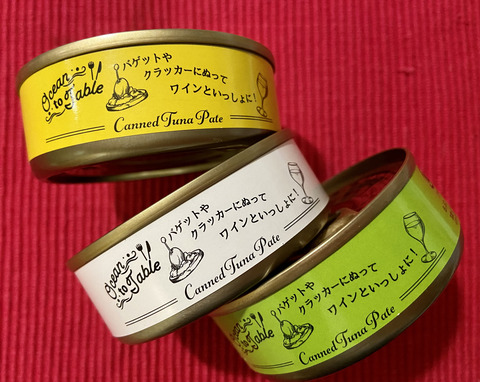 Ocean
to Table
バゲットや
クラッカーにぬって
ワインといっしょに!
Canned Tuna Pate
Ocean
to Table
バゲットや
クラッカーにぬって
ワインといっしょに!
Canned Tuna Pate
Ocean
to Table
バゲットや
クラッカーにぬって
ワインといっしょに!
Canned Tuna Pate